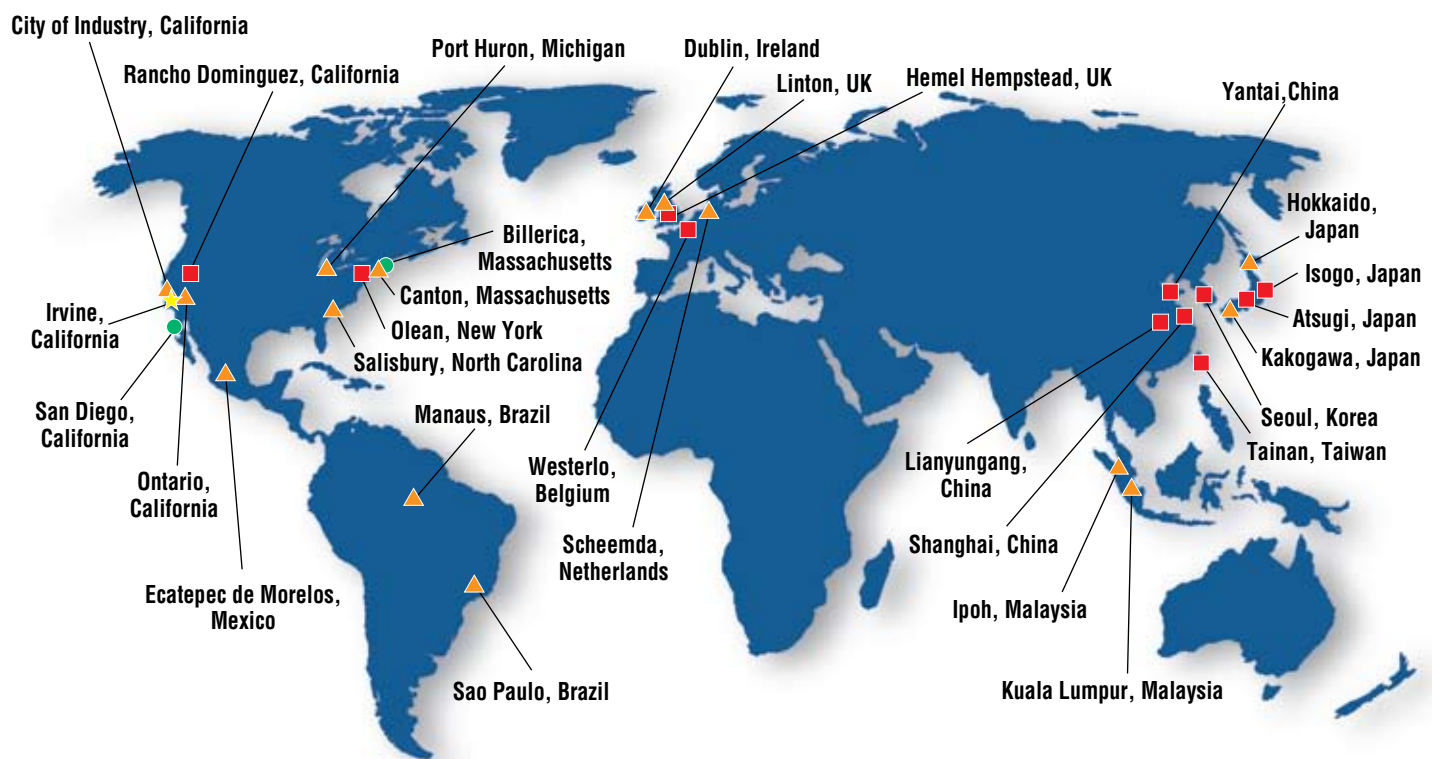 City of Industry, California
Port Huron, Michigan
Dublin, Ireland
Rancho Dominguez, California
Linton, UK
Hemel Hempstead, UK
Yantai,China
Hokkaido,
Japan
Billerica,
Massachusetts
Isogo, Japan
Canton, Massachusetts
Irvine,
California
Olean, New York
Atsugi, Japan
Salisbury, North Carolina
Kakogawa, Japan
San Diego,
California
Manaus, Brazil
Seoul, Korea
Tainan, Taiwan
Westerlo,
Belgium
Lianyungang,
China
Ontario,
California
Scheemda,
Netherlands
Shanghai, China
Ecatepec de Morelos,
Mexico
Ipoh, Malaysia
Sao Paulo, Brazil
Kuala Lumpur, Malaysia